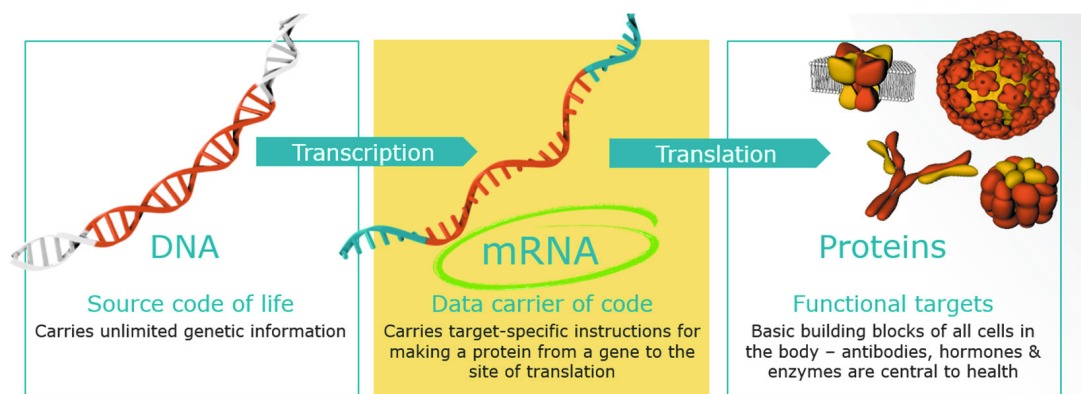 Transcription
Translation
DNA
mRNA
Proteins
Source code of life
Carries unlimited genetic information
Data carrier of code
Carries target-specific instructions for
making a protein from a gene to the
site of translation
Functional targets
Basic building blocks of all cells in
the body – antibodies, hormones &
enzymes are central to health